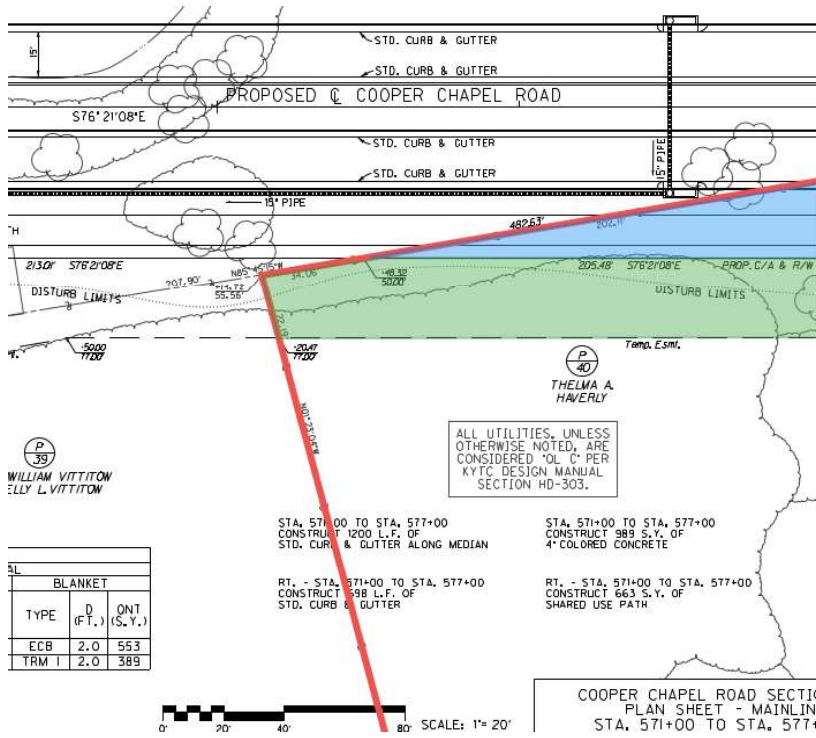 15'
STD. CURB & GUTTER
STD. CURB & GUTTER
PROPOSED ℄ COOPER CHAPEL ROAD
S76°21'08"E
STD. CURB & GUTTER
STD. CURB & GUTTER
15" PIPE
15" PIPE
TH
482.63'
202.11'
213.01' S76°21'08"E
207.90'
N85°45'15"W
34.06
-48.32
50.00'
205.48' S76°21'08"E
PROP. C/A & R/W
DISTURB LIMITS
55.56'
22.19'
DISTURB LIMITS
-50.00
77.00'
-20.47
77.00'
Temp. Esmt.
P
40
THELMA A.
HAVERLY
N01°23'04"W
ALL UTILITIES, UNLESS
OTHERWISE NOTED, ARE
CONSIDERED "OL C" PER
KYTC DESIGN MANUAL
SECTION HD-303.
P
39
WILLIAM VITTITOW
ELLY L. VITTITOW
STA. 571+00 TO STA. 577+00
CONSTRUCT 1200 L.F. OF
STD. CURB & GUTTER ALONG MEDIAN
STA. 571+00 TO STA. 577+00
CONSTRUCT 989 S.Y. OF
4" COLORED CONCRETE
RT. - STA. 571+00 TO STA. 577+00
CONSTRUCT 598 L.F. OF
STD. CURB & GUTTER
RT. - STA. 571+00 TO STA. 577+00
CONSTRUCT 663 S.Y. OF
SHARED USE PATH
AL
BLANKET
TYPE D (FT.) QNT (S.Y.)
ECB 2.0 553
TRM I 2.0 389
0' 20' 40' 80'
SCALE: 1"= 20'
COOPER CHAPEL ROAD SECTIO
PLAN SHEET - MAINLIN
STA. 571+00 TO STA. 577+